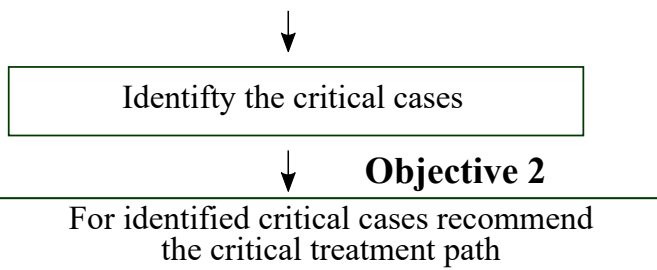 Identifty the critical cases
Objective 2
For identified critical cases recommend
the critical treatment path